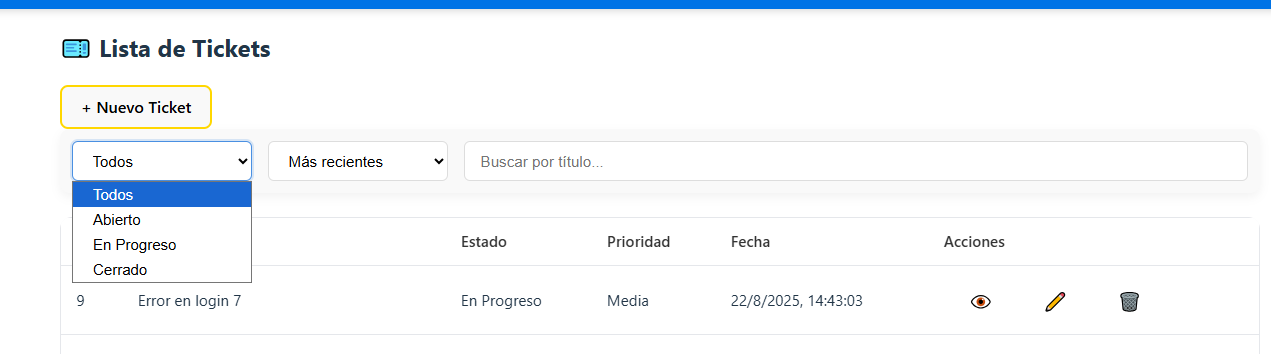 Lista de Tickets
+ Nuevo Ticket
Todos Más recientes Buscar por título...
Todos
Abierto
En Progreso
Cerrado
Estado Prioridad Fecha Acciones
9 Error en login 7 En Progreso Media 22/8/2025, 14:43:03